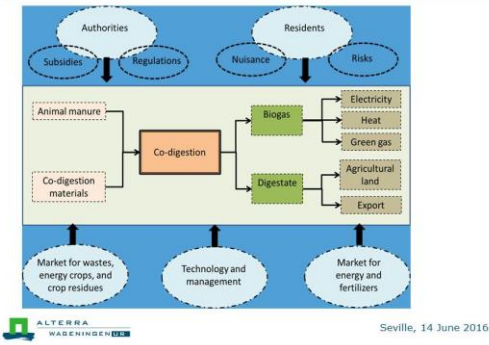 Authorities
Residents
Subsidies
Regulations
Nuisance
Risks
Animal manure
Co-digestion
materials
Co-digestion
Biogas
Digestate
Electricity
Heat
Green gas
Agricultural
land
Export
Market for wastes,
energy crops, and
crop residues
Technology and
management
Market for
energy and
fertilizers
ALTERRA
WAGENINGEN UR
Seville, 14 June 2016